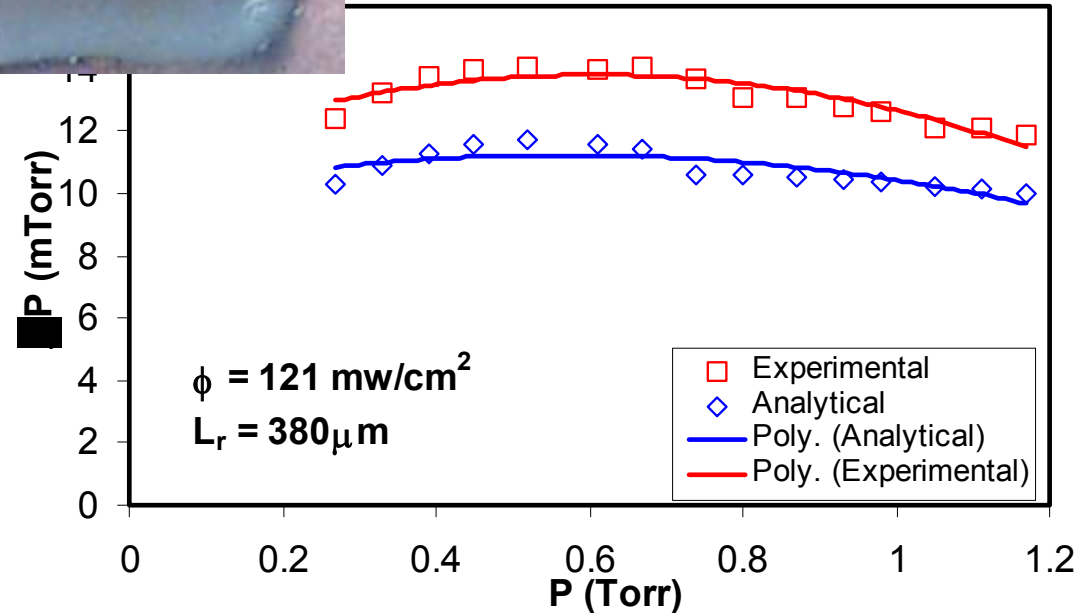 12
10
8
6
4
2
0
P (mTorr)
ϕ = 121 mw/cm²
Lᵣ = 380μm
Experimental
Analytical
Poly. (Analytical)
Poly. (Experimental)
0 0.2 0.4 0.6 0.8 1 1.2
P (Torr)